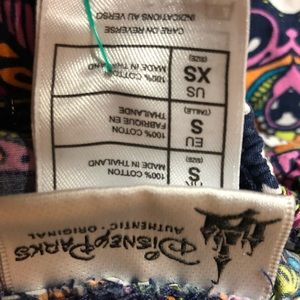 DISNEY PARKS
AUTHENTIC · ORIGINAL
S
(SIZE)
100% COTTON
MADE IN THAILAND
S
EU
(TAILLE)
100% COTTON
FABRIQUE EN
THAILANDE
XS
US
(SIZE)
100% COTTON
MADE IN THAILAND
CARE ON REVERSE
INDICATIONS AU VERSO